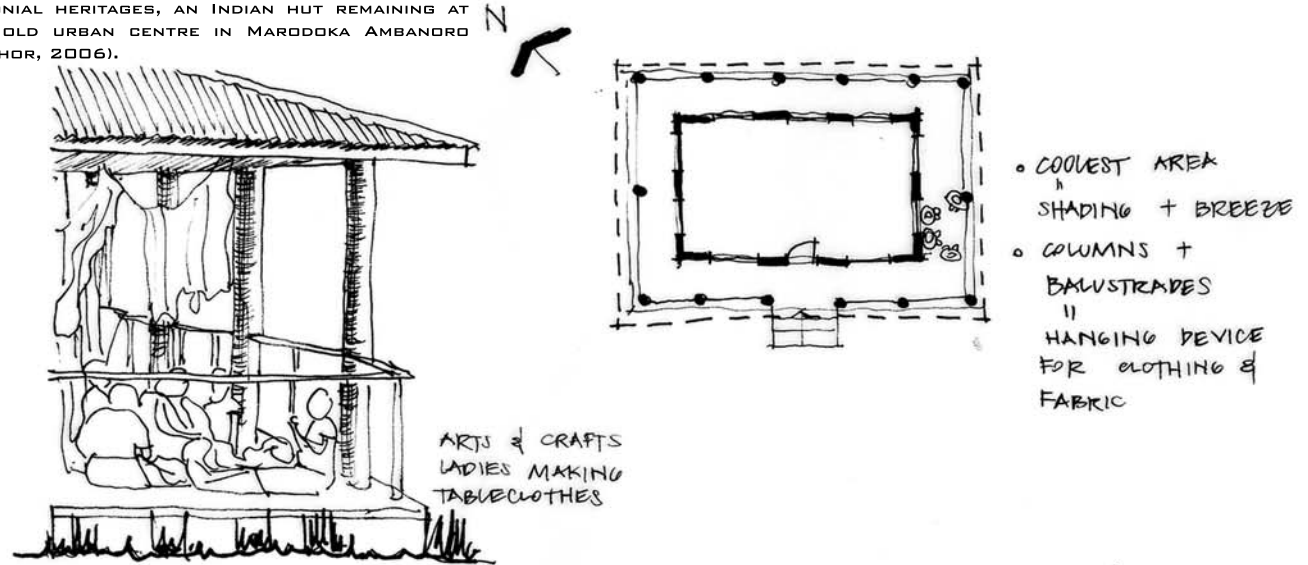 NIAL HERITAGES, AN INDIAN HUT REMAINING AT
OLD URBAN CENTRE IN MARODOKA AMBANORO
HOR, 2006).
N
• COOLEST AREA
"
SHADING + BREEZE
• COLUMNS +
BALUSTRADES
"
HANGING DEVICE
FOR CLOTHING &
FABRIC
ARTS & CRAFTS
LADIES MAKING
TABLECLOTHES